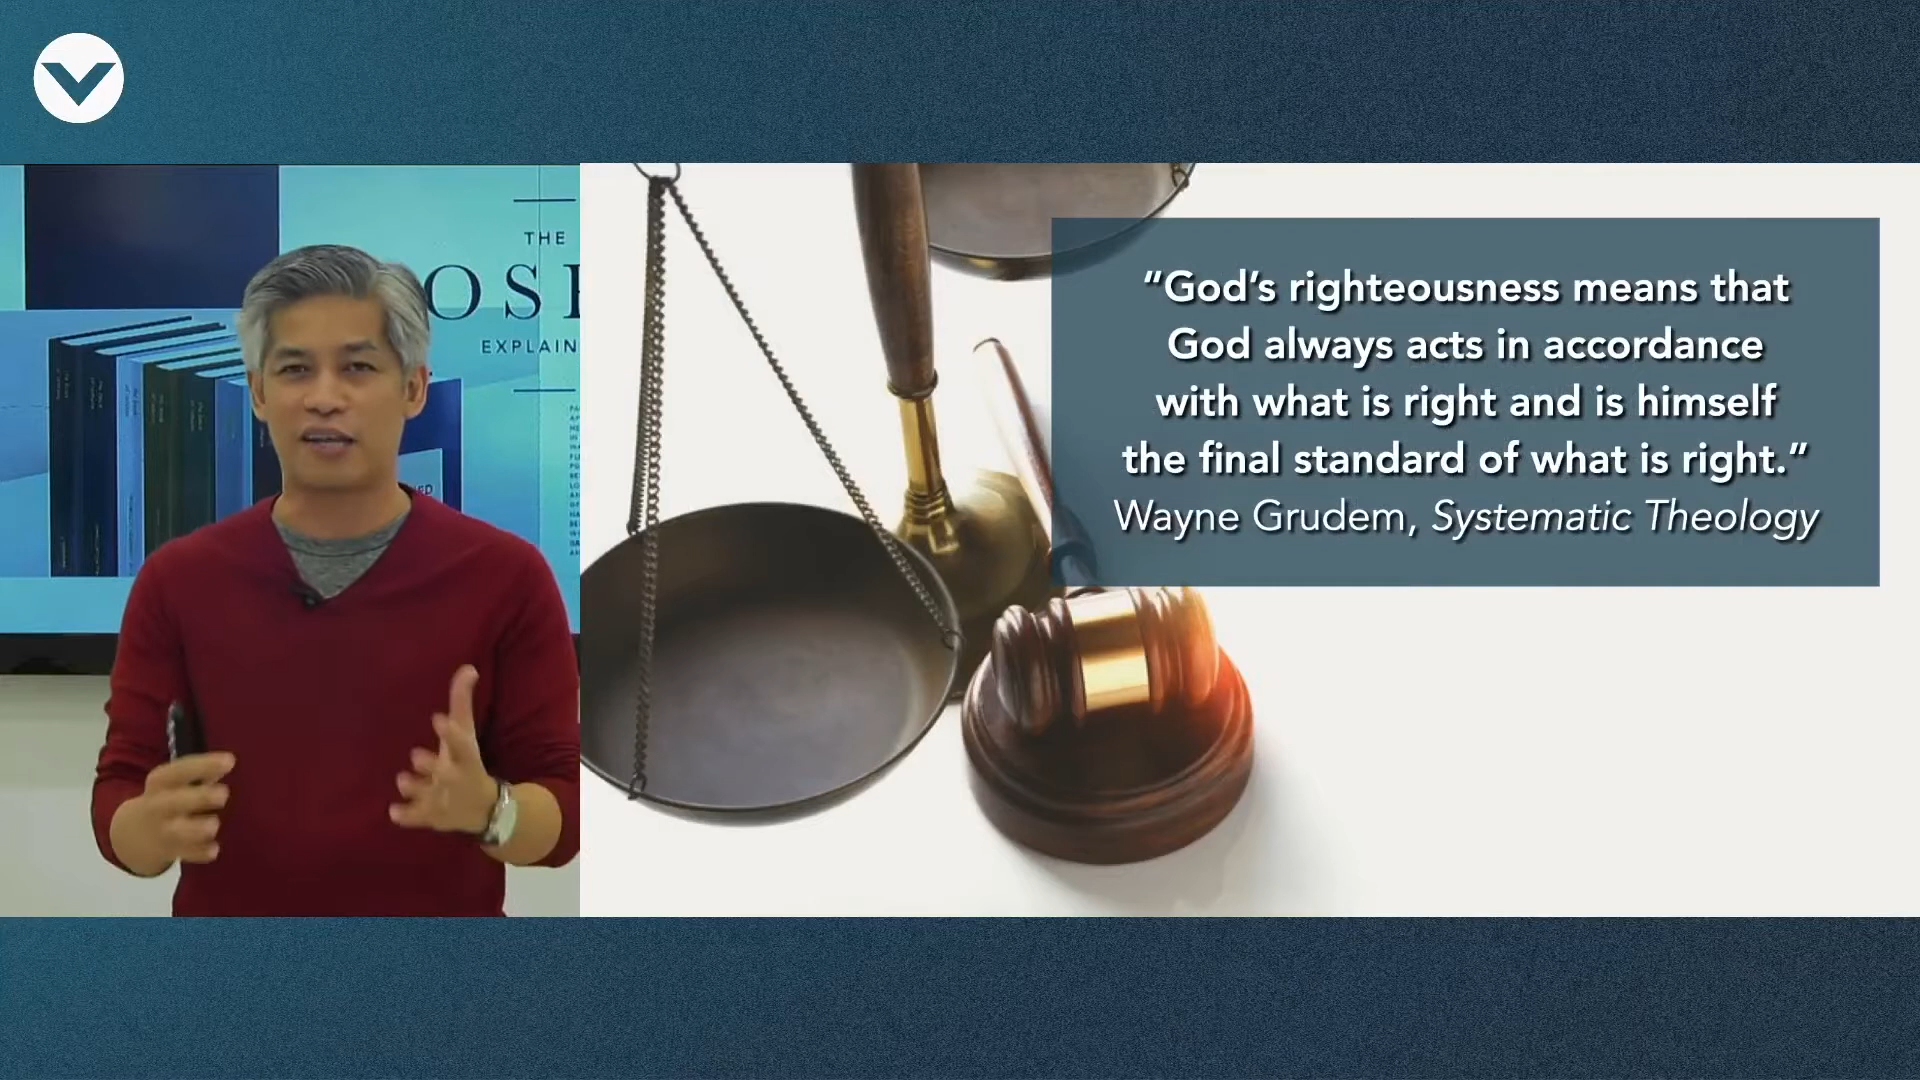 THE
OS
EXPLAIN
“God’s righteousness means that
God always acts in accordance
with what is right and is himself
the final standard of what is right.”
Wayne Grudem, Systematic Theology